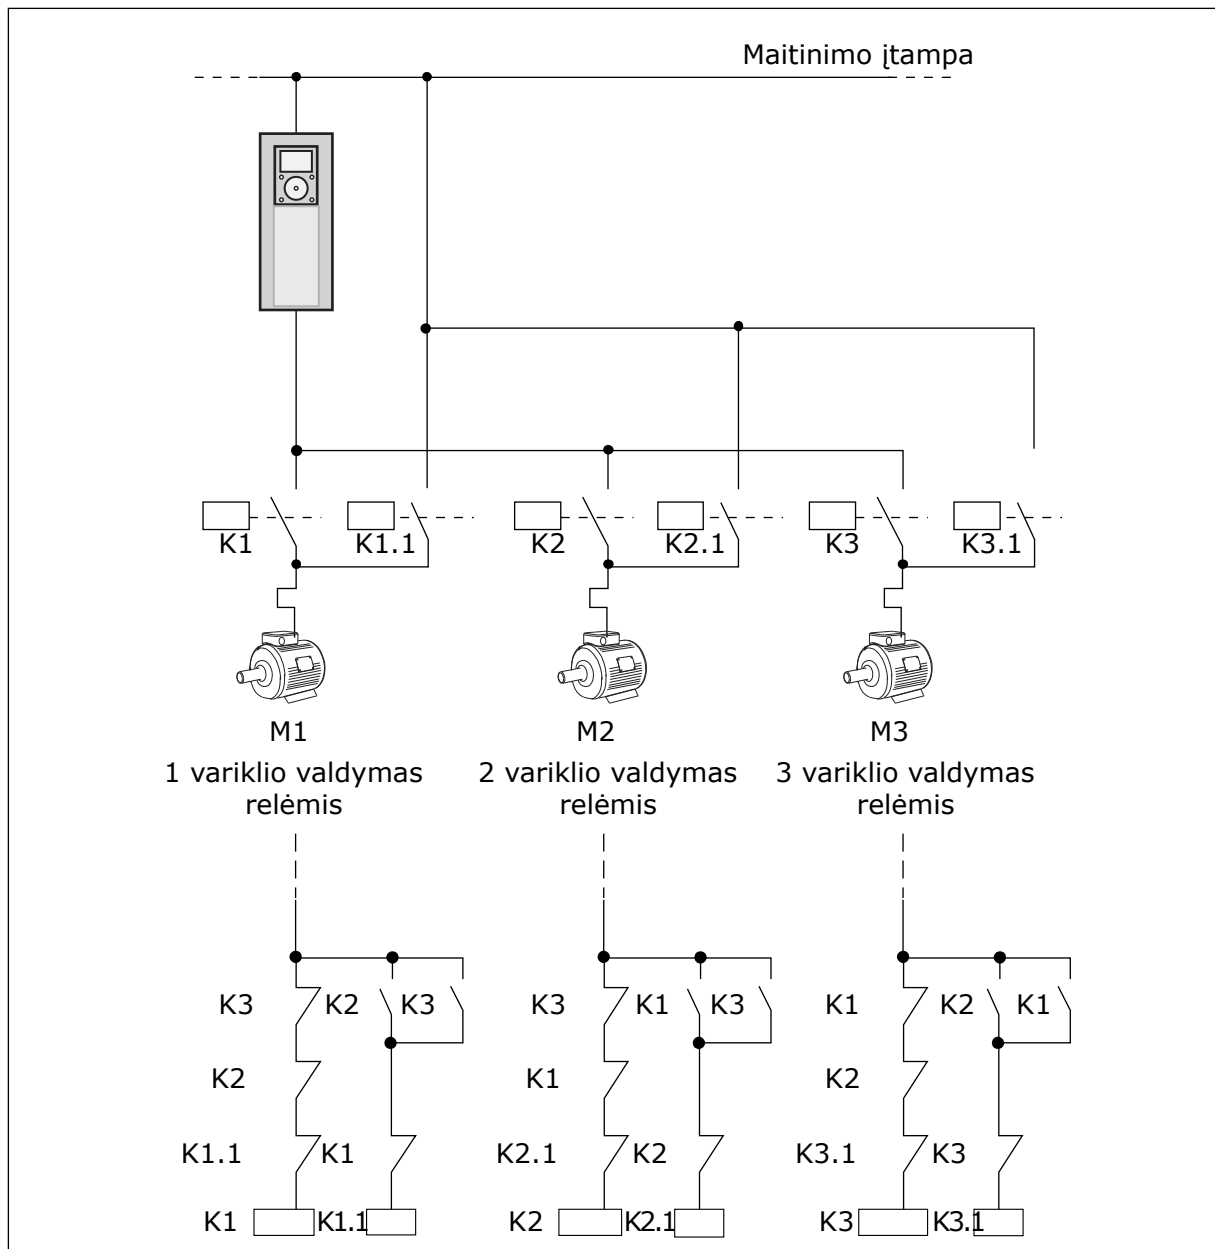 Maitinimo įtampa
K1 K1.1 K2 K2.1 K3 K3.1
M1 M2 M3
1 variklio valdymas relėmis
2 variklio valdymas relėmis
3 variklio valdymas relėmis
K3 K2 K3 K3 K1 K3 K1 K2 K1
K2 K1 K2
K1.1 K1 K2.1 K2 K3.1 K3
K1 K1.1 K2 K2.1 K3 K3.1